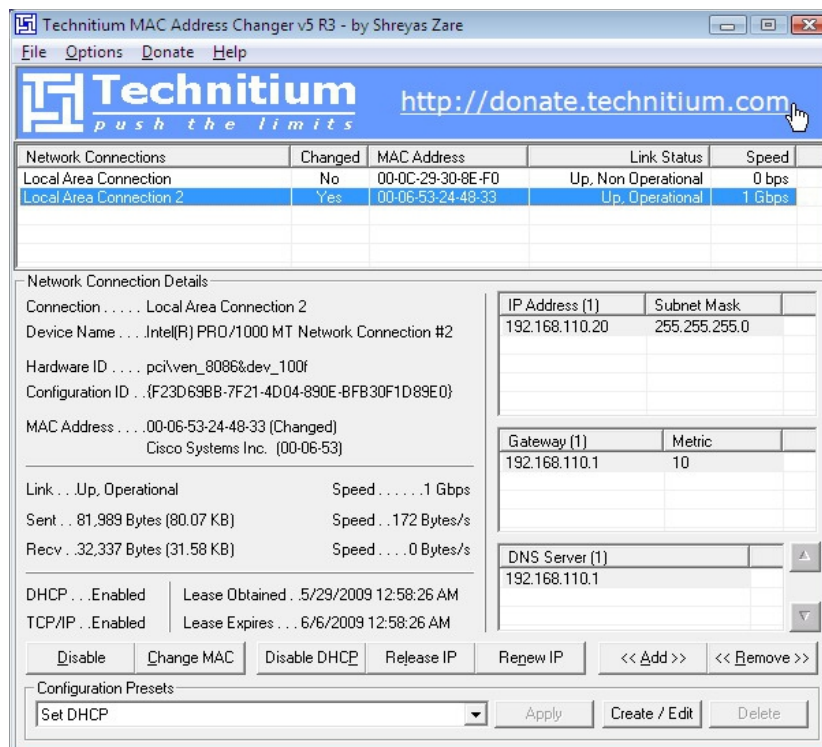 Technitium MAC Address Changer v5 R3 - by Shreyas Zare
File Options Donate Help
Technitium
push the limits
http://donate.technitium.com
Network Connections Changed MAC Address Link Status Speed
Local Area Connection No 00-0C-29-30-8E-F0 Up, Non Operational 0 bps
Local Area Connection 2 Yes 00-06-53-24-48-33 Up, Operational 1 Gbps
Network Connection Details
Connection . . . . . Local Area Connection 2
Device Name . . . .Intel(R) PRO/1000 MT Network Connection #2
Hardware ID . . . . pci\ven_8086&dev_100f
Configuration ID . .{F23D69BB-7F21-4D04-890E-BFB30F1D89E0}
MAC Address . . . .00-06-53-24-48-33 (Changed)
Cisco Systems Inc. (00-06-53)
Link . . .Up, Operational Speed . . . . . .1 Gbps
Sent . . 81,989 Bytes (80.07 KB) Speed . .172 Bytes/s
Recv . .32,337 Bytes (31.58 KB) Speed . . . .0 Bytes/s
DHCP . . .Enabled Lease Obtained . .5/29/2009 12:58:26 AM
TCP/IP . .Enabled Lease Expires . . . 6/6/2009 12:58:26 AM
IP Address (1) Subnet Mask
192.168.110.20 255.255.255.0
Gateway (1) Metric
192.168.110.1 10
DNS Server (1)
192.168.110.1
Disable Change MAC Disable DHCP Release IP Renew IP << Add >> << Remove >>
Configuration Presets
Set DHCP Apply Create / Edit Delete